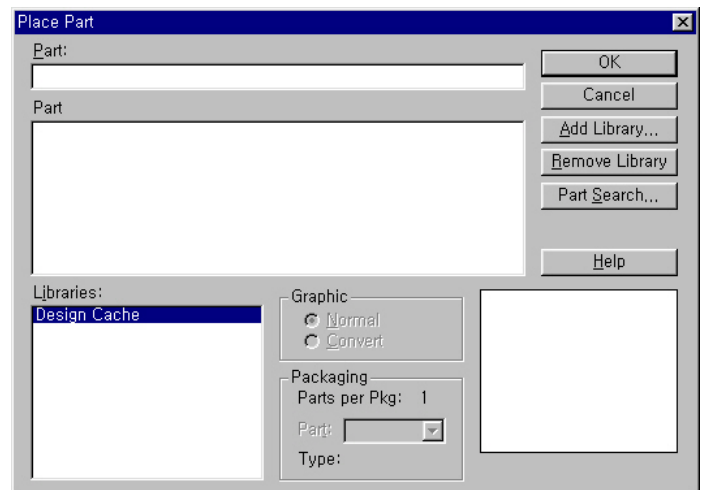 Place Part
Part:
OK
Cancel
Part
Add Library...
Remove Library
Part Search...
Help
Libraries:
Design Cache
Graphic
Normal
Convert
Packaging
Parts per Pkg: 1
Part:
Type: